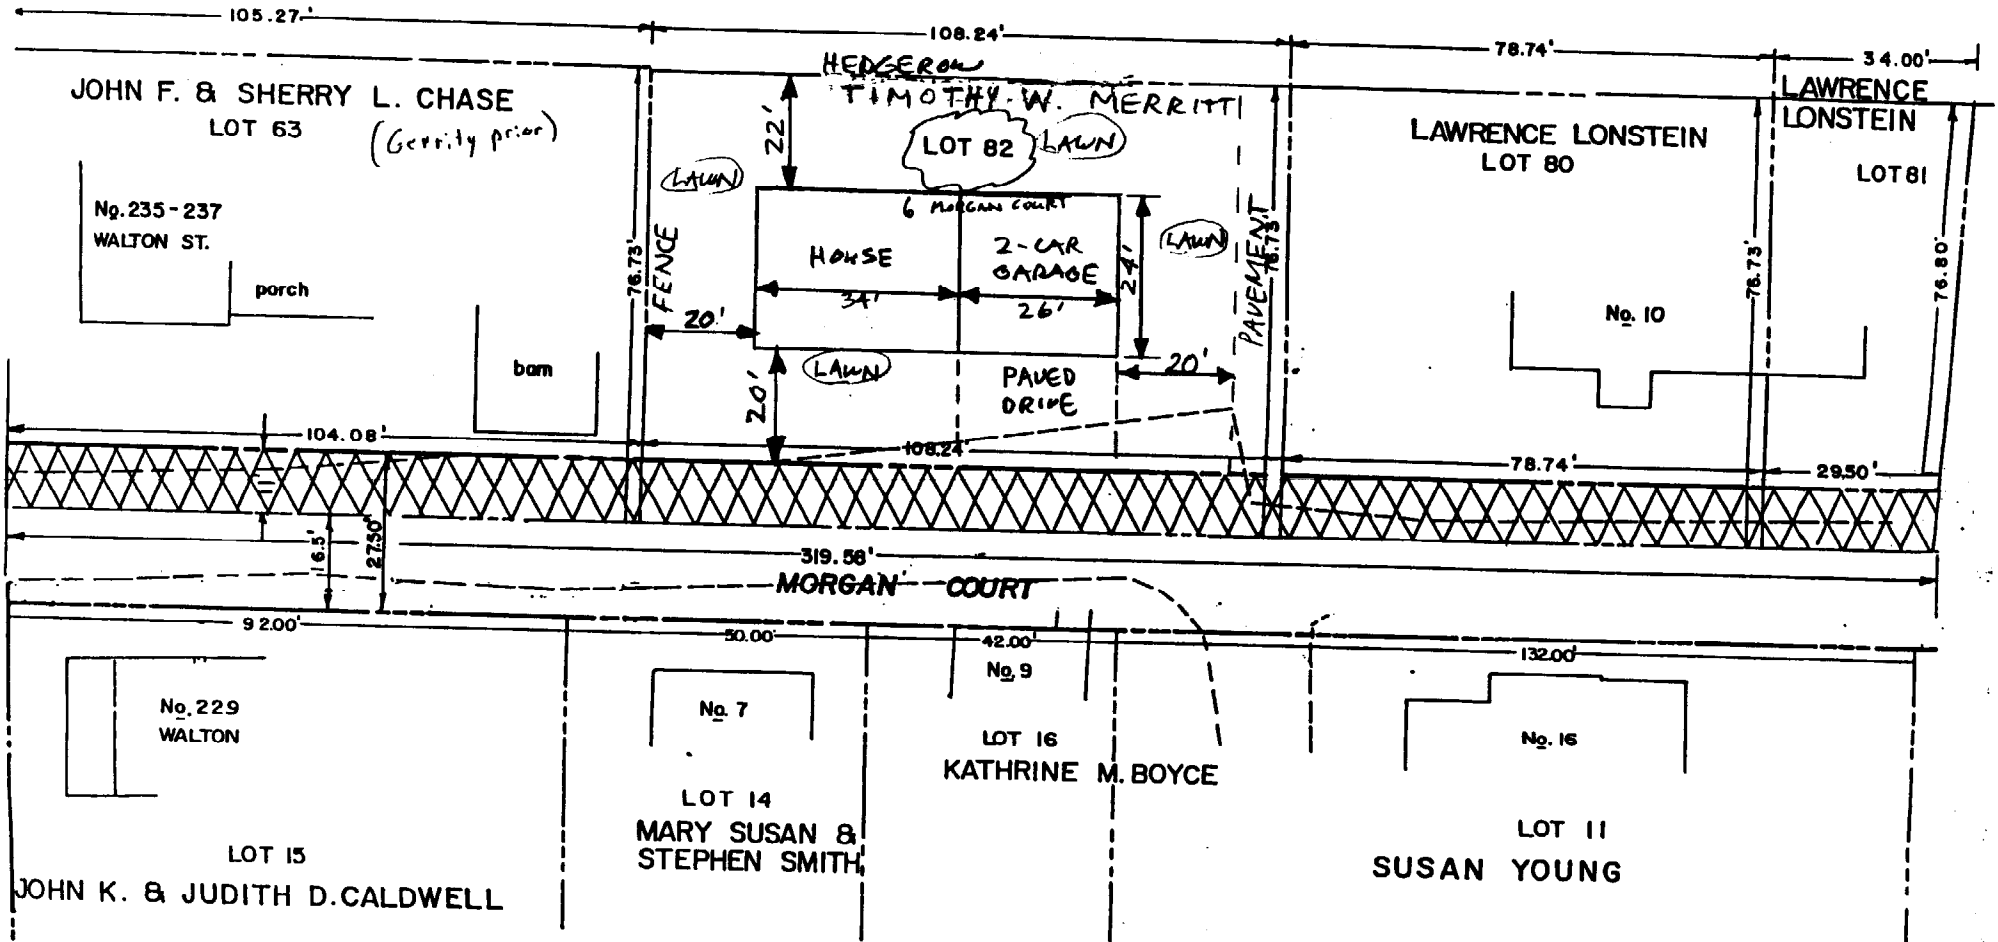 105.27'
108.24'
78.74'
34.00'
HEDGEROW
JOHN F. & SHERRY L. CHASE
LOT 63
(Gerrity prior)
TIMOTHY W. MERRITT
LOT 82
LAWN
LAWRENCE LONSTEIN
LOT 80
LAWRENCE
LONSTEIN
LOT 81
22'
LAWN
No. 235-237
WALTON ST.
porch
barn
76.73'
FENCE
6 MORGAN COURT
HOUSE
2-CAR
GARAGE
34'
26'
24'
LAWN
PAVEMENT
76.73'
No. 10
76.73'
76.80'
20'
20'
LAWN
PAVED
DRIVE
20'
104.08'
108.24'
78.74'
29.50'
16.5'
27.50'
319.58'
MORGAN COURT
92.00'
50.00'
42.00'
132.00'
No. 229
WALTON
No. 7
No. 9
No. 16
LOT 15
JOHN K. & JUDITH D. CALDWELL
LOT 14
MARY SUSAN &
STEPHEN SMITH
LOT 16
KATHRINE M. BOYCE
LOT 11
SUSAN YOUNG